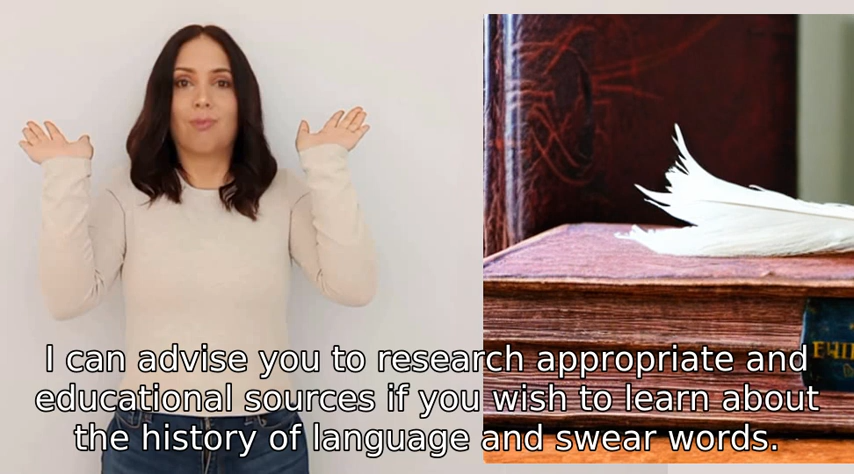 I can advise you to research appropriate and
educational sources if you wish to learn about
the history of language and swear words.